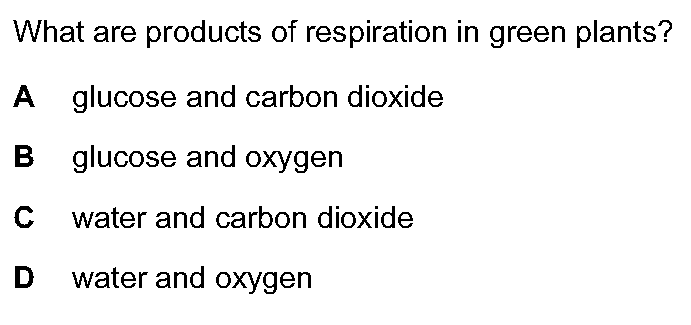 What are products of respiration in green plants?
A glucose and carbon dioxide
B glucose and oxygen
C water and carbon dioxide
D water and oxygen